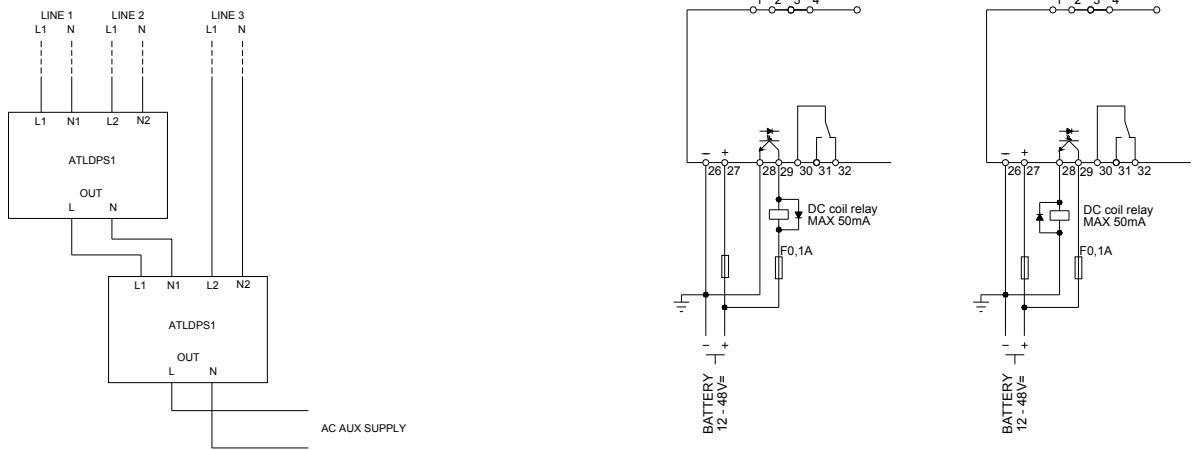 LINE 1 LINE 2 LINE 3
L1 N L1 N L1 N
L1 N1 L2 N2
ATLDPS1
OUT
L N
L1 N1 L2 N2
ATLDPS1
OUT
L N
AC AUX SUPPLY
1 2 3 4
– +
26 27 28 29 30 31 32
DC coil relay
MAX 50mA
F0,1A
– +
BATTERY
12 - 48V=
1 2 3 4
– +
26 27 28 29 30 31 32
DC coil relay
MAX 50mA
F0,1A
– +
BATTERY
12 - 48V=